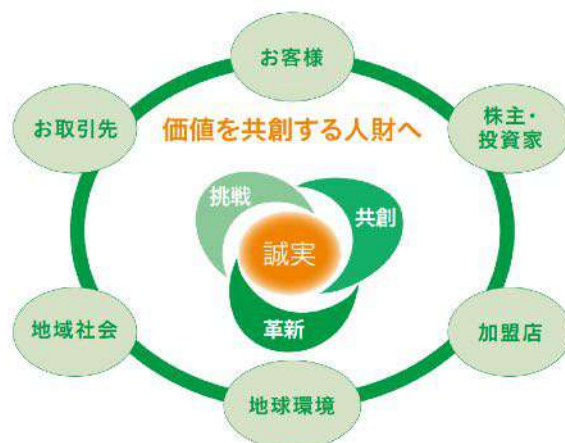 お客様
お取引先
株主・
投資家
価値を共創する人財へ
挑戦
共創
誠実
革新
地域社会
加盟店
地球環境